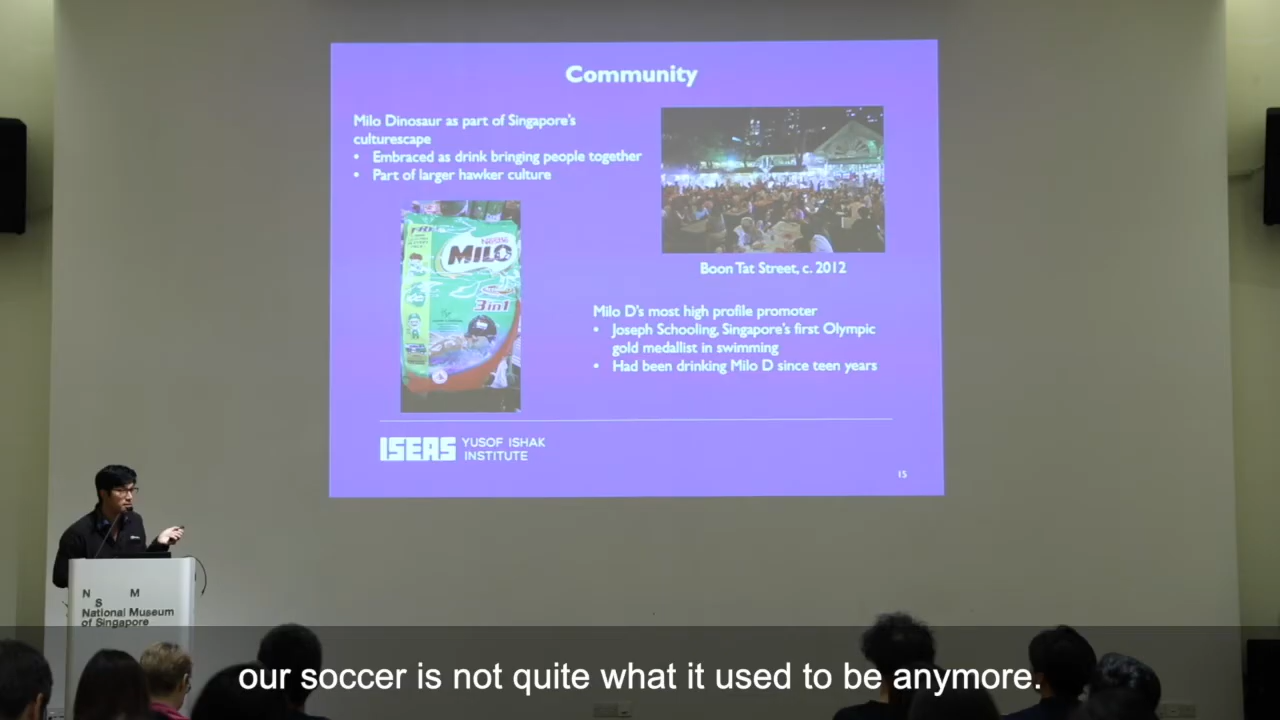 Community
Milo Dinosaur as part of Singapore's
culturescape
• Embraced as drink bringing people together
• Part of larger hawker culture
Nestlé
MILO
3in1
Boon Tat Street, c. 2012
Milo D's most high profile promoter
• Joseph Schooling, Singapore's first Olympic
gold medallist in swimming
• Had been drinking Milo D since teen years
ISEAS YUSOF ISHAK
INSTITUTE
15
N M
S
National Museum
of Singapore
our soccer is not quite what it used to be anymore.